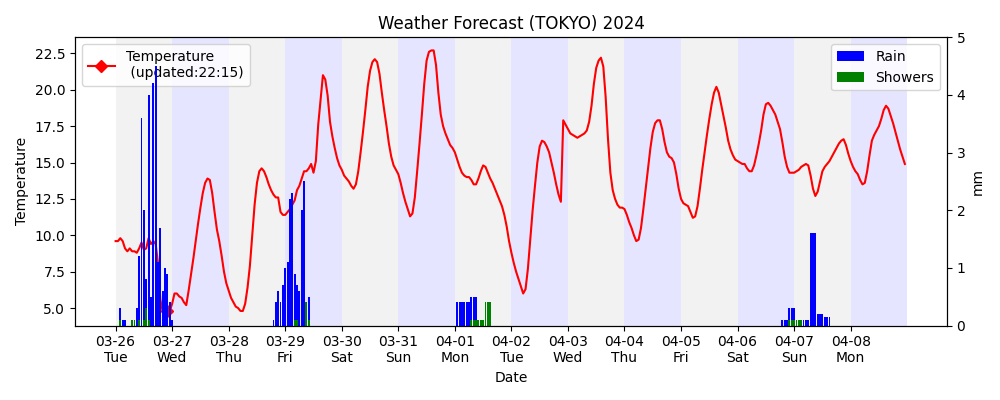 Weather Forecast (TOKYO) 2024
Temperature
(updated:22:15)
Rain
Showers
Temperature
22.5
20.0
17.5
15.0
12.5
10.0
7.5
5.0
5
4
3
2
1
0
mm
03-26 03-27 03-28 03-29 03-30 03-31 04-01 04-02 04-03 04-04 04-05 04-06 04-07 04-08
Tue Wed Thu Fri Sat Sun Mon Tue Wed Thu Fri Sat Sun Mon
Date